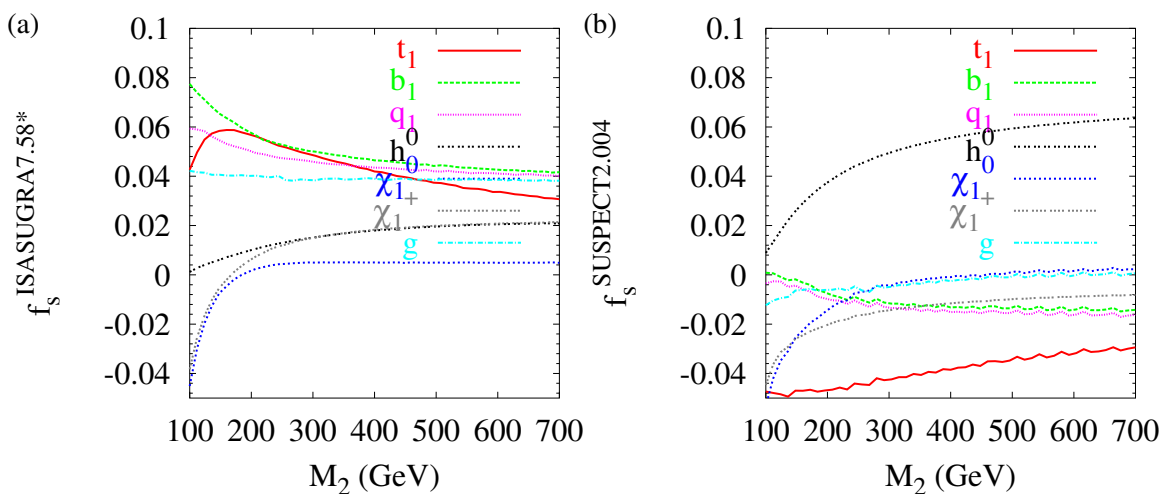 (a)
f_s^ISASUGRA7.58*
0.1
0.08
0.06
0.04
0.02
0
-0.02
-0.04
100 200 300 400 500 600 700
M_2 (GeV)
t_1
b_1
q_1
h^0
χ_1^0
χ_1^+
g
(b)
f_s^SUSPECT2.004
0.1
0.08
0.06
0.04
0.02
0
-0.02
-0.04
100 200 300 400 500 600 700
M_2 (GeV)
t_1
b_1
q_1
h^0
χ_1^0
χ_1^+
g